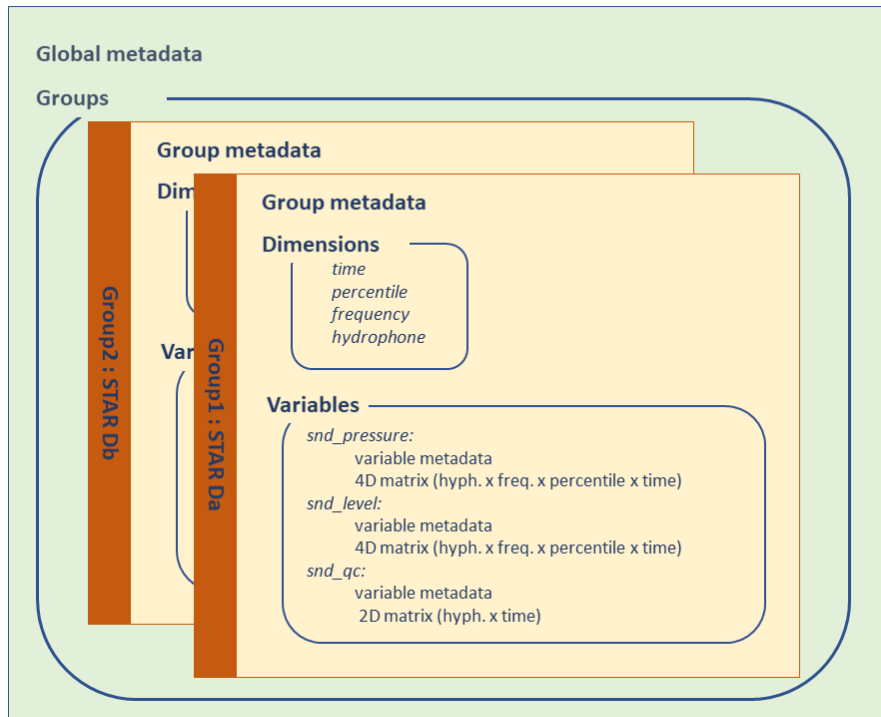 Global metadata
Groups
Group2 : STAR Db
Group metadata
Dim
Var
Group1 : STAR Da
Group metadata
Dimensions
time
percentile
frequency
hydrophone
Variables
snd_pressure:
variable metadata
4D matrix (hyph. x freq. x percentile x time)
snd_level:
variable metadata
4D matrix (hyph. x freq. x percentile x time)
snd_qc:
variable metadata
2D matrix (hyph. x time)